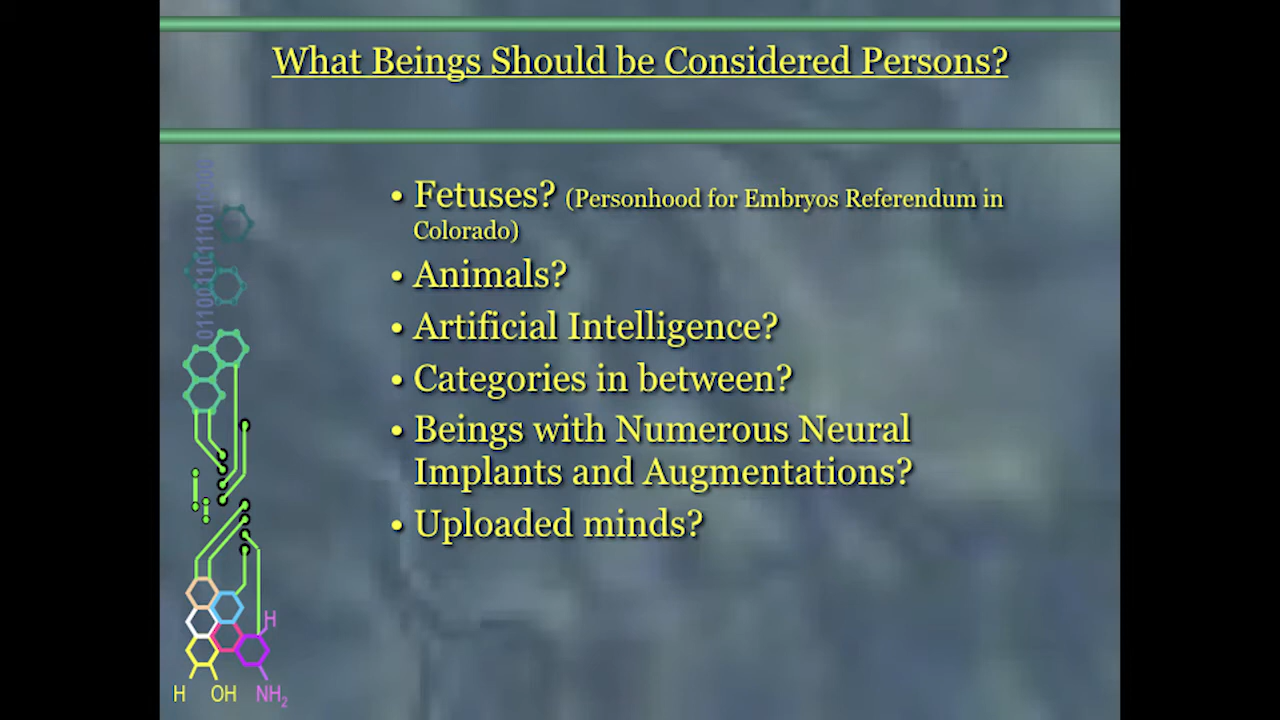 What Beings Should be Considered Persons?
• Fetuses? (Personhood for Embryos Referendum in
Colorado)
• Animals?
• Artificial Intelligence?
• Categories in between?
• Beings with Numerous Neural
Implants and Augmentations?
• Uploaded minds?
H
H OH NH₂